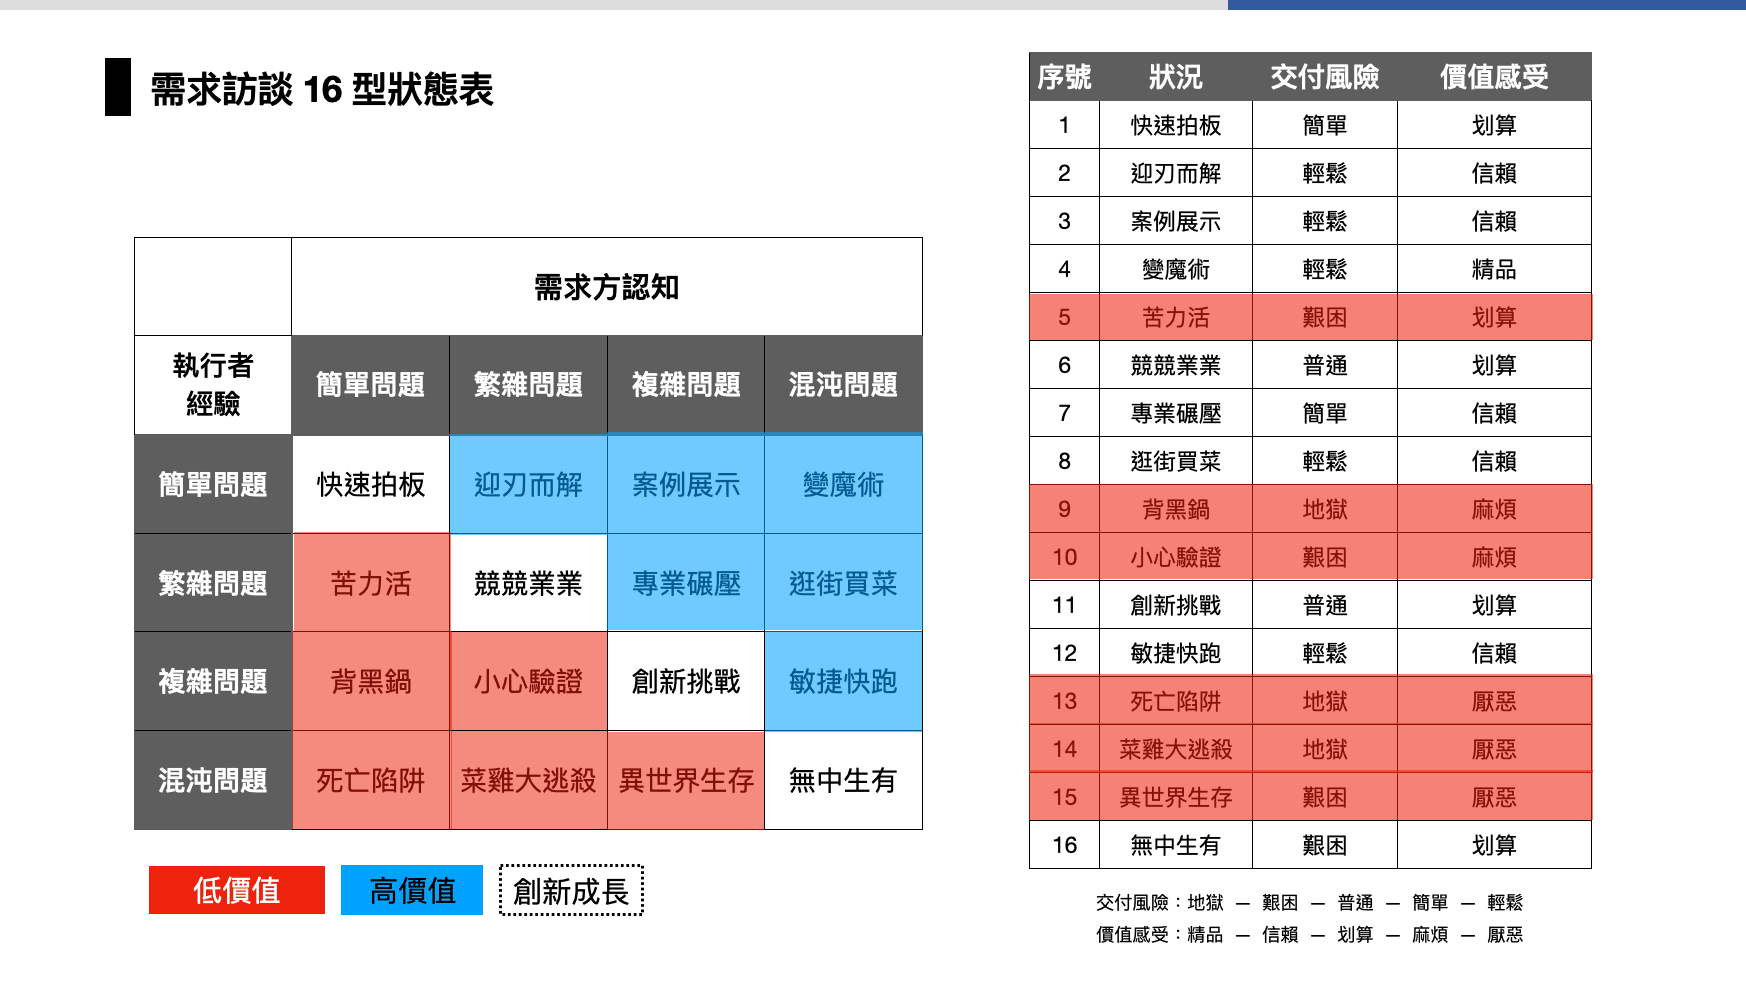 需求訪談 16 型狀態表
需求方認知
執行者
經驗
簡單問題 繁雜問題 複雜問題 混沌問題
簡單問題 快速拍板 迎刃而解 案例展示 變魔術
繁雜問題 苦力活 競競業業 專業碾壓 逛街買菜
複雜問題 背黑鍋 小心驗證 創新挑戰 敏捷快跑
混沌問題 死亡陷阱 菜雞大逃殺 異世界生存 無中生有
低價值 高價值 創新成長
序號 狀況 交付風險 價值感受
1 快速拍板 簡單 划算
2 迎刃而解 輕鬆 信賴
3 案例展示 輕鬆 信賴
4 變魔術 輕鬆 精品
5 苦力活 艱困 划算
6 競競業業 普通 划算
7 專業碾壓 簡單 信賴
8 逛街買菜 輕鬆 信賴
9 背黑鍋 地獄 麻煩
10 小心驗證 艱困 麻煩
11 創新挑戰 普通 划算
12 敏捷快跑 輕鬆 信賴
13 死亡陷阱 地獄 厭惡
14 菜雞大逃殺 地獄 厭惡
15 異世界生存 艱困 厭惡
16 無中生有 艱困 划算
交付風險：地獄 — 艱困 — 普通 — 簡單 — 輕鬆
價值感受：精品 — 信賴 — 划算 — 麻煩 — 厭惡